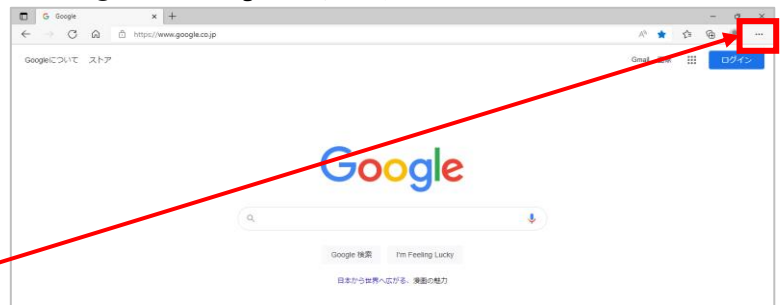 Google
https://www.google.co.jp
Googleについて ストア
Gmail
ログイン
Google
Google 検索 I'm Feeling Lucky
日本から世界へ広がる、漫画の魅力